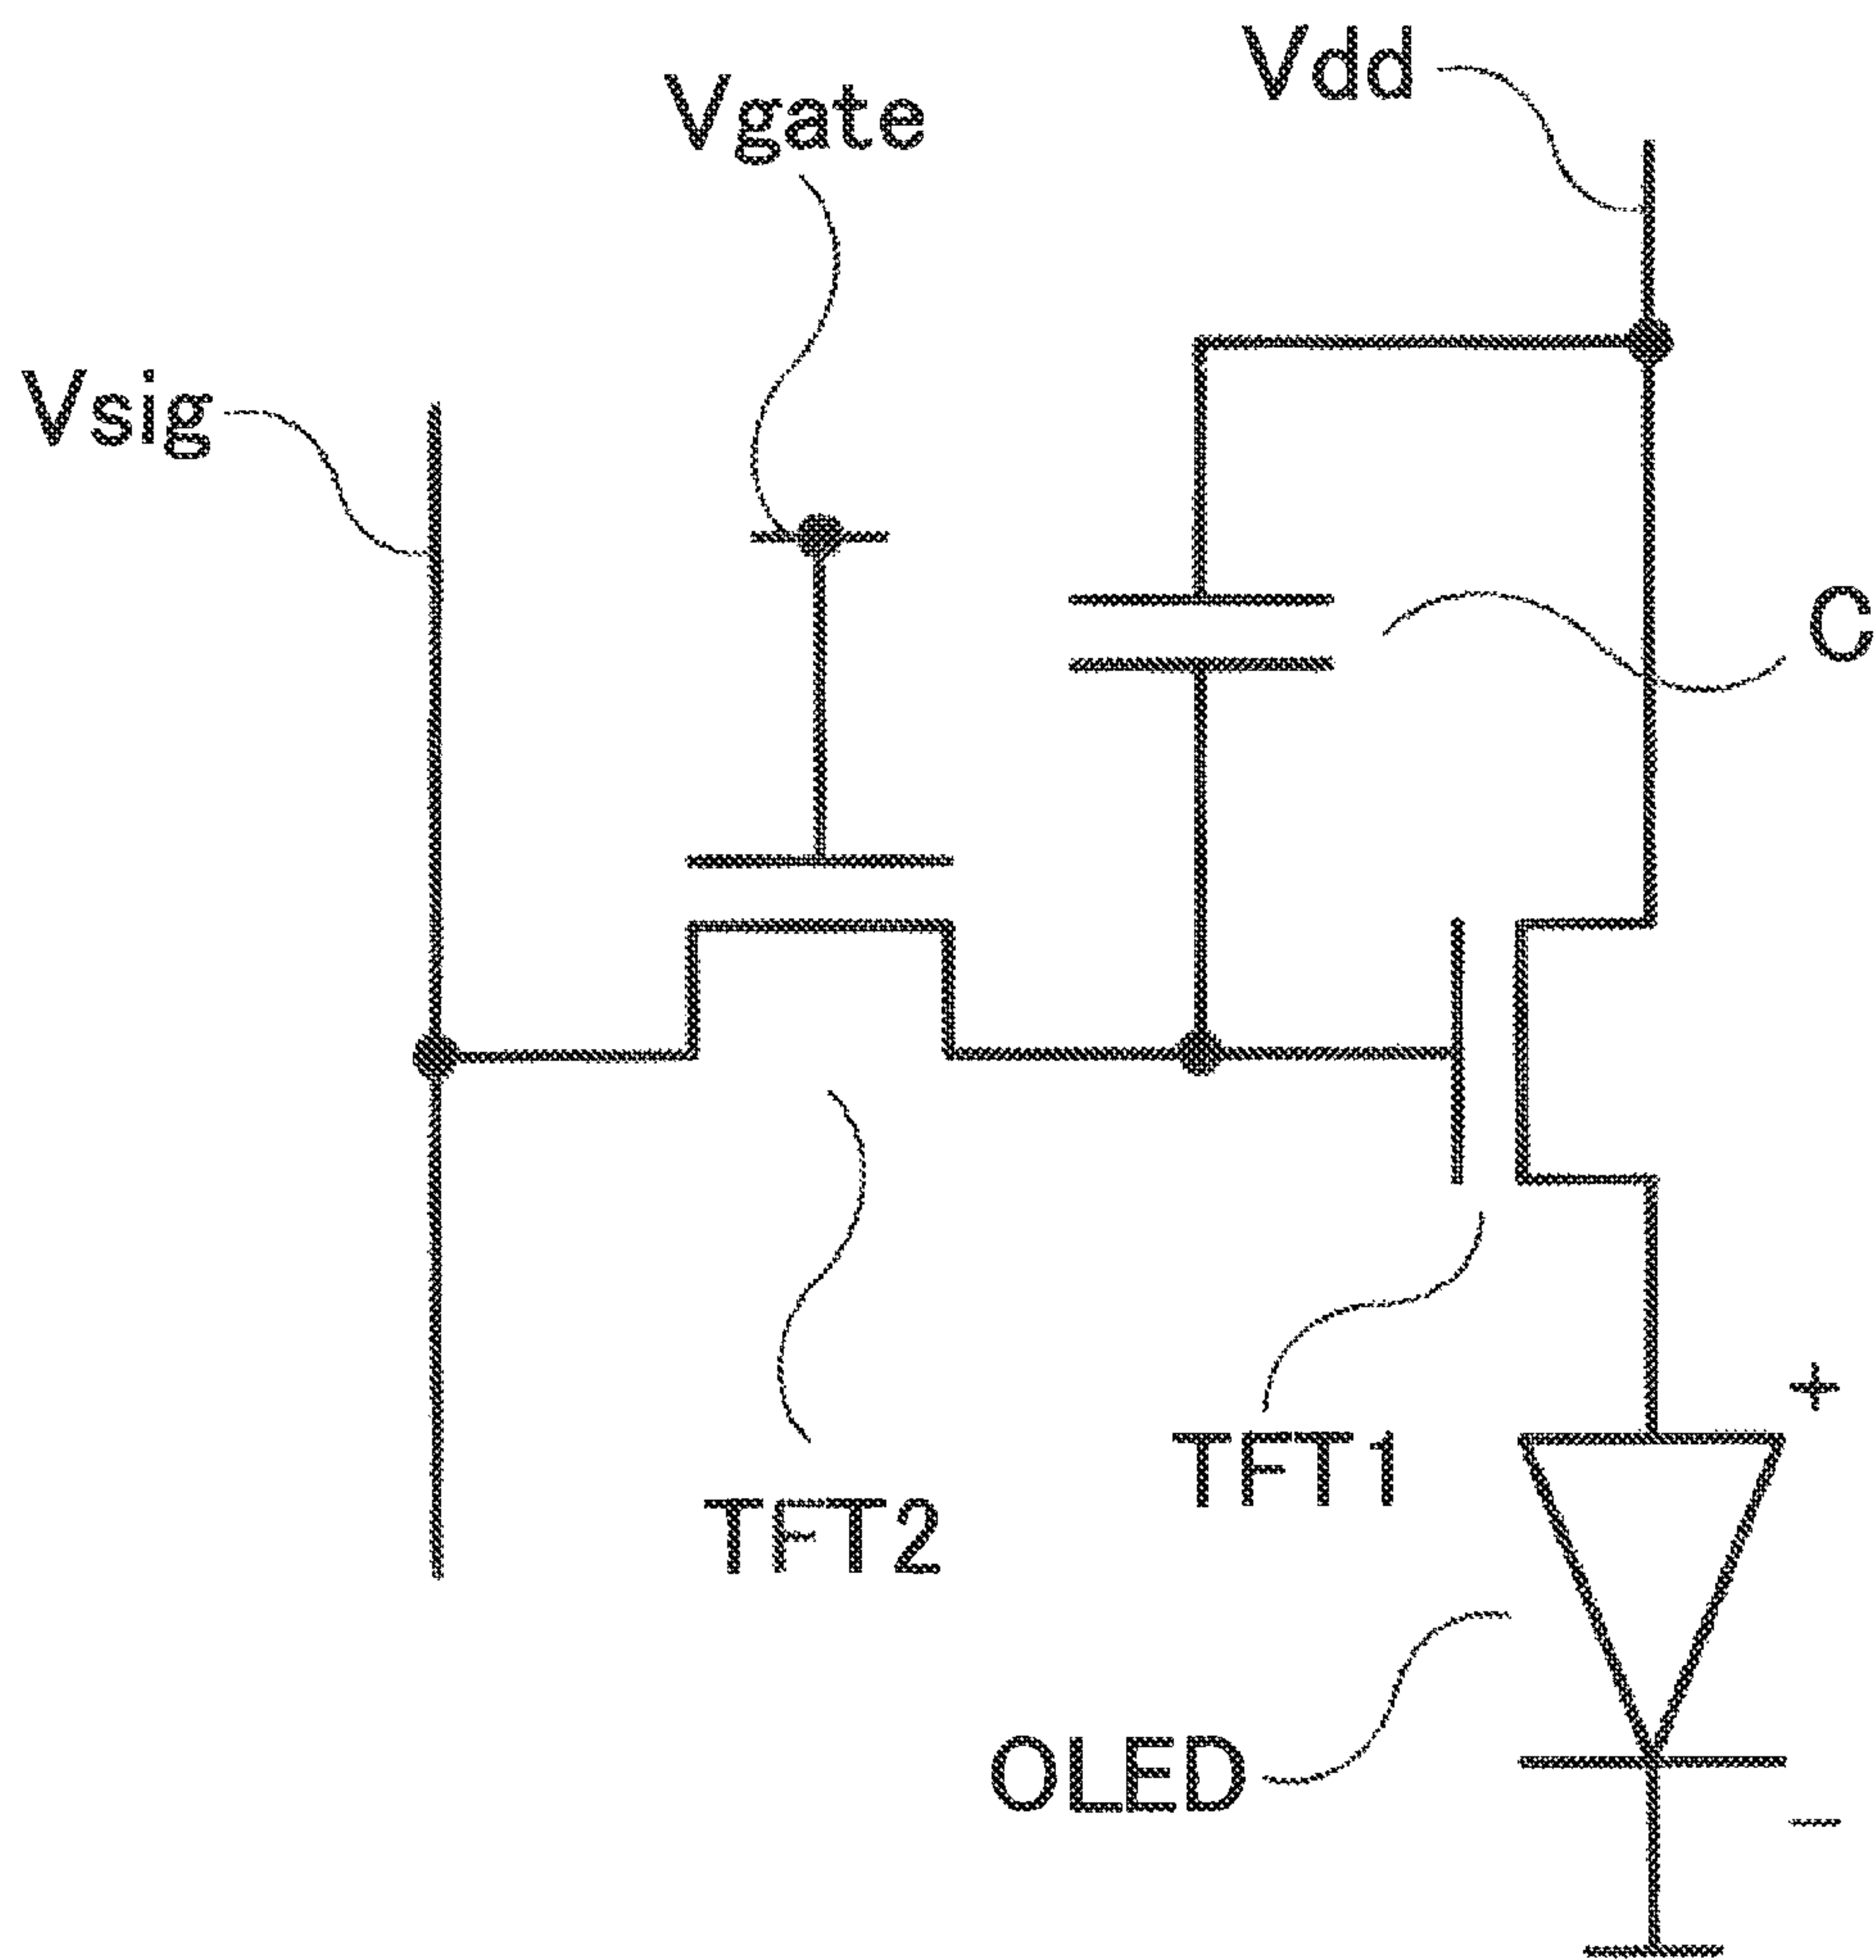 Vdd
Vgate
Vsig
C
+
TFT1
TFT2
OLED
−